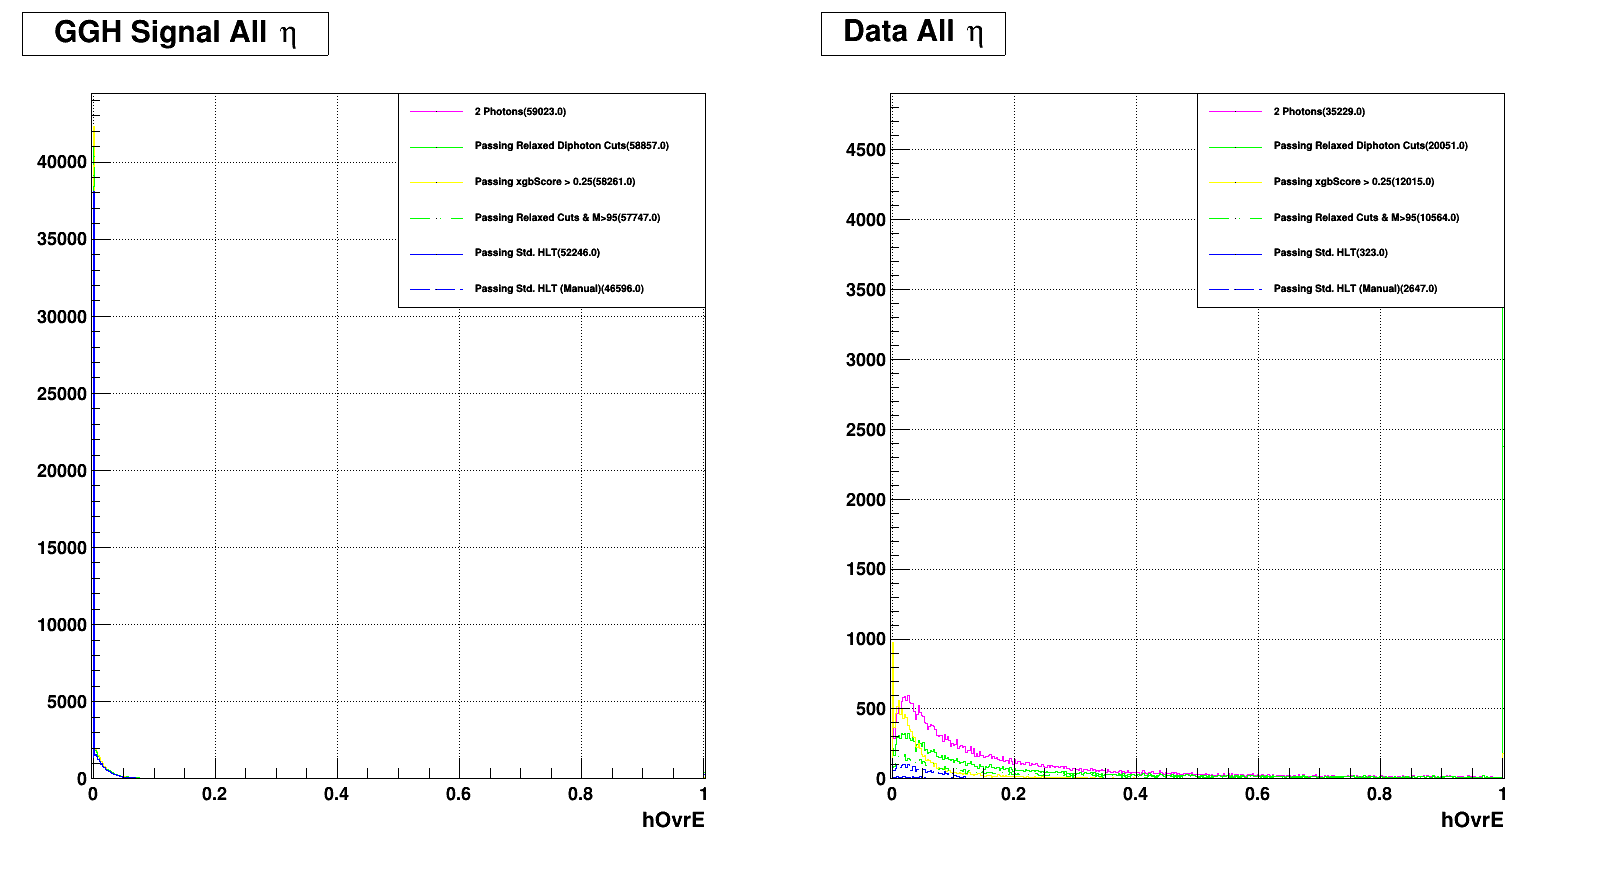 GGH Signal All η
2 Photons(59023.0)
Passing Relaxed Diphoton Cuts(58857.0)
Passing xgbScore > 0.25(58261.0)
Passing Relaxed Cuts & M>95(57747.0)
Passing Std. HLT(52246.0)
Passing Std. HLT (Manual)(46596.0)
40000
35000
30000
25000
20000
15000
10000
5000
0
0 0.2 0.4 0.6 0.8 1
hOvrE
Data All η
2 Photons(35229.0)
Passing Relaxed Diphoton Cuts(20051.0)
Passing xgbScore > 0.25(12015.0)
Passing Relaxed Cuts & M>95(10564.0)
Passing Std. HLT(323.0)
Passing Std. HLT (Manual)(2647.0)
4500
4000
3500
3000
2500
2000
1500
1000
500
0
0 0.2 0.4 0.6 0.8 1
hOvrE